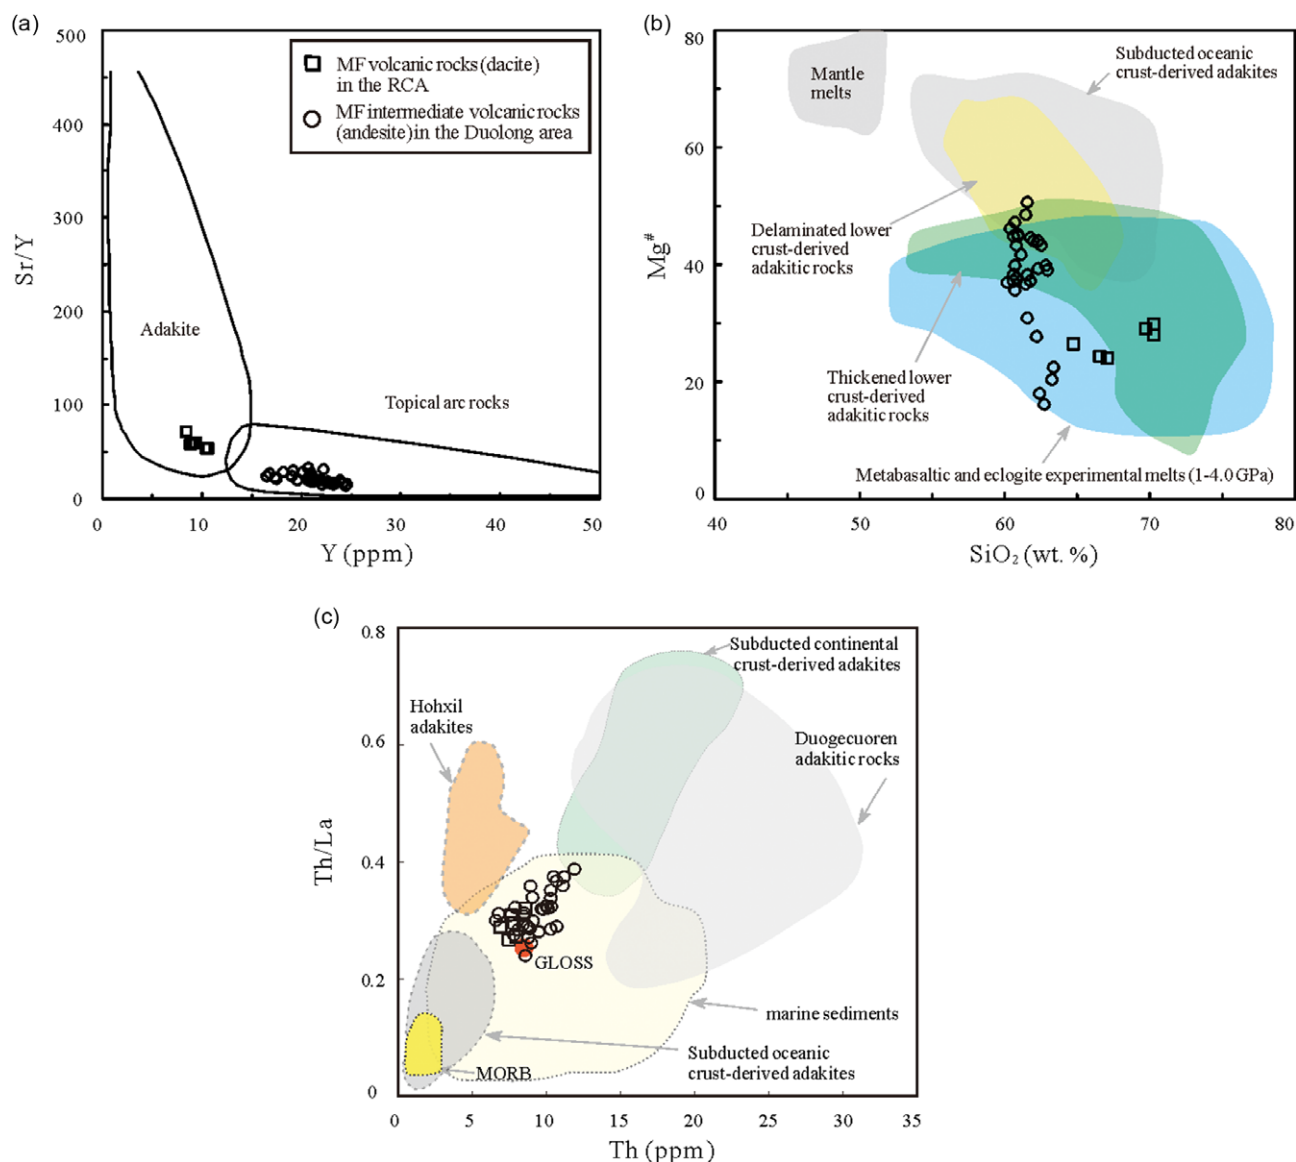 (a)
500
400
300
200
100
0
Sr/Y
MF volcanic rocks (dacite)
in the RCA
MF intermediate volcanic rocks
(andesite) in the Duolong area
Adakite
Topical arc rocks
0
10
20
30
40
50
Y (ppm)
(b)
80
60
40
20
0
Mg#
Mantle
melts
Subducted oceanic
crust-derived adakites
Delaminated lower
crust-derived
adakitic rocks
Thickened lower
crust-derived
adakitic rocks
Metabasaltic and eclogite experimental melts (1-4.0 GPa)
40
50
60
70
80
SiO₂ (wt. %)
(c)
0.8
0.6
0.4
0.2
0
Th/La
Subducted continental
crust-derived adakites
Hohxil
adakites
Duogecuoren
adakitic rocks
GLOSS
marine sediments
Subducted oceanic
crust-derived adakites
MORB
0
5
10
15
20
25
30
35
Th (ppm)